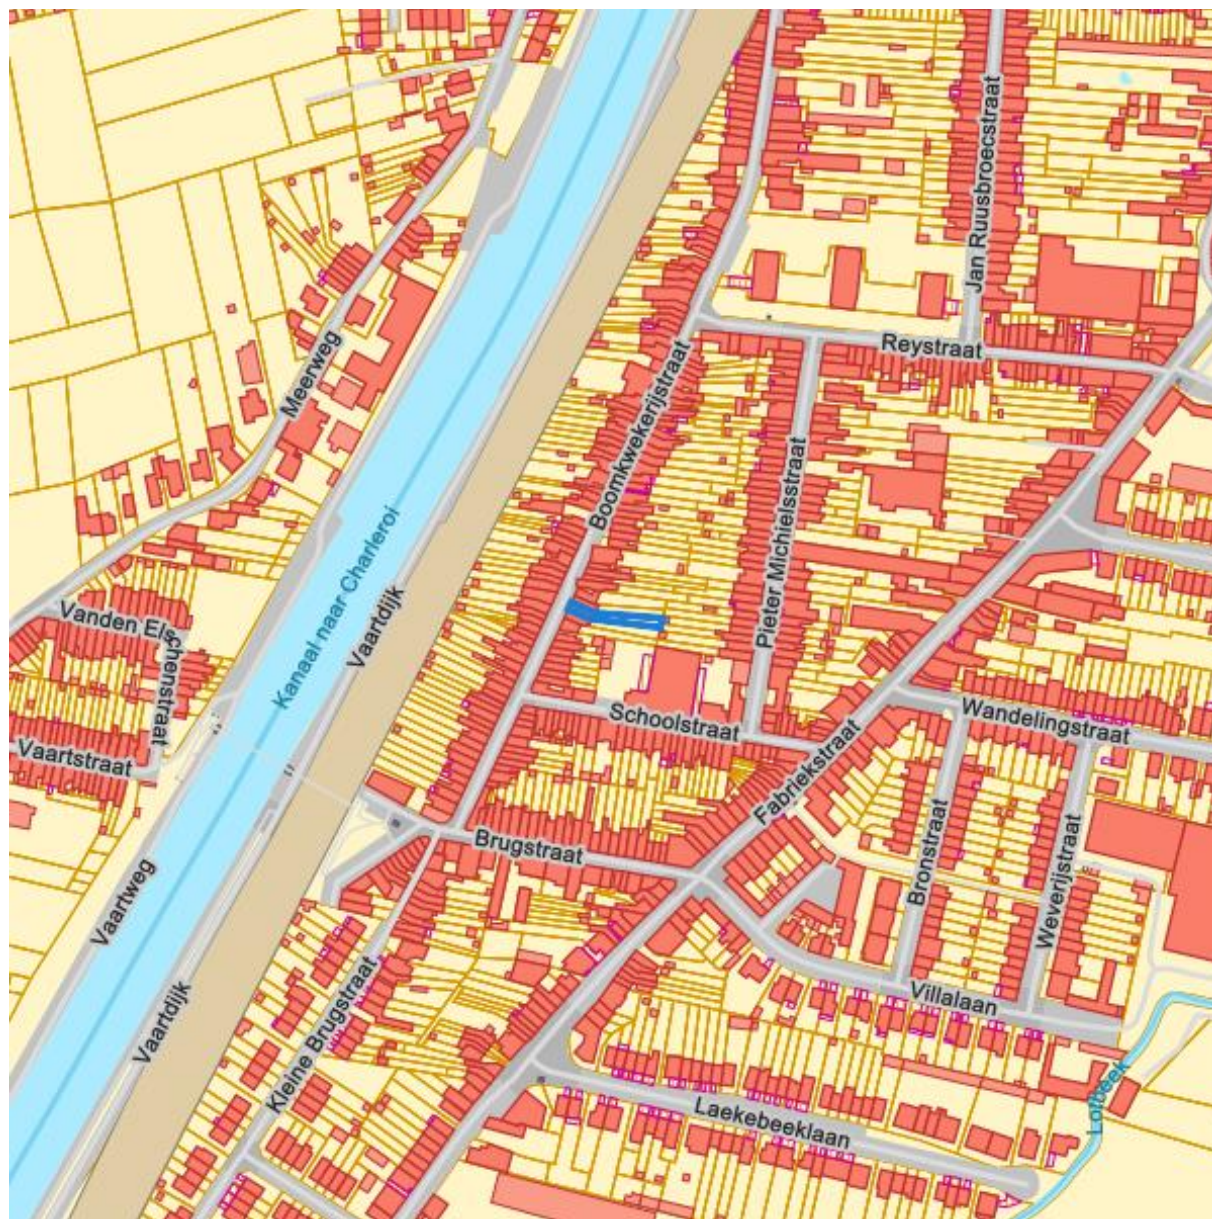 Jan Ruusbroecstraat
Reystraat
Meerweg
Boomkwekerijstraat
Pieter Michielsstraat
Kanaal naar Charleroi
Vaartdijk
Vanden Elschenstraat
Vaartstraat
Schoolstraat
Wandelingstraat
Fabriekstraat
Brugstraat
Bronstraat
Weverijstraat
Vaartweg
Vaartdijk
Kleine Brugstraat
Villalaan
Laekebeeklaan
Lotbeek